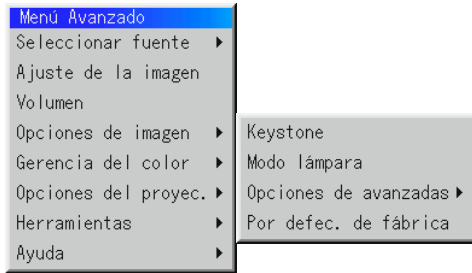 Menú Avanzado
Seleccionar fuente
Ajuste de la imagen
Volumen
Opciones de imagen
Gerencia del color
Opciones del proyec.
Herramientas
Ayuda
Keystone
Modo lámpara
Opciones de avanzadas
Por defec. de fábrica